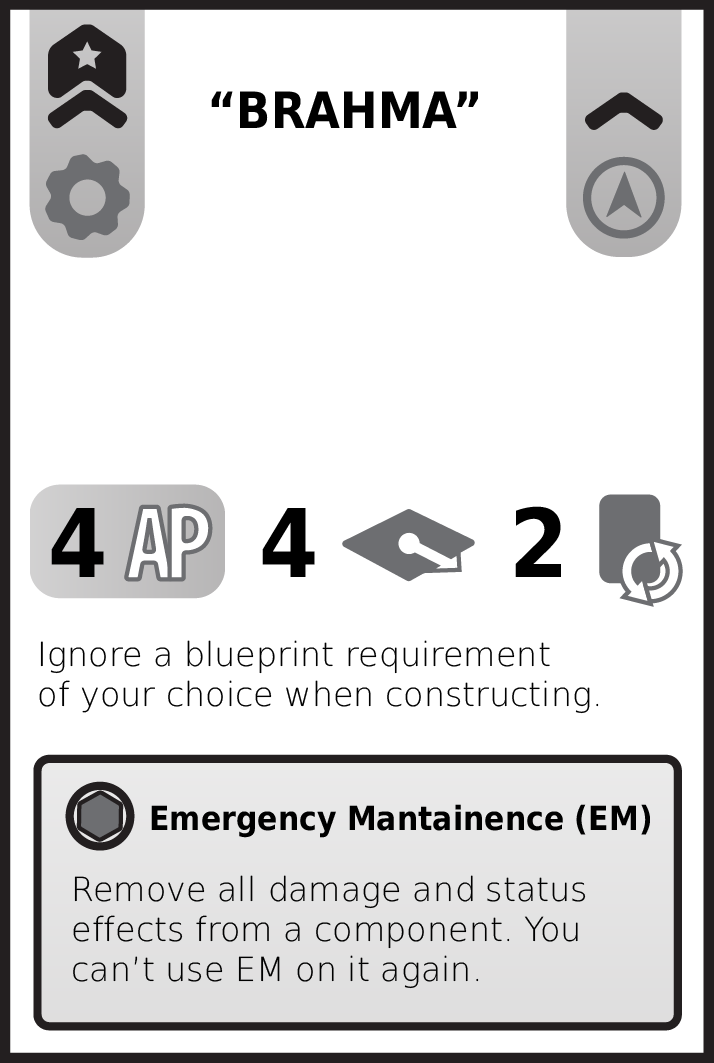 “BRAHMA”
4 AP 4 2
Ignore a blueprint requirement
of your choice when constructing.
Emergency Mantainence (EM)
Remove all damage and status
effects from a component. You
can't use EM on it again.